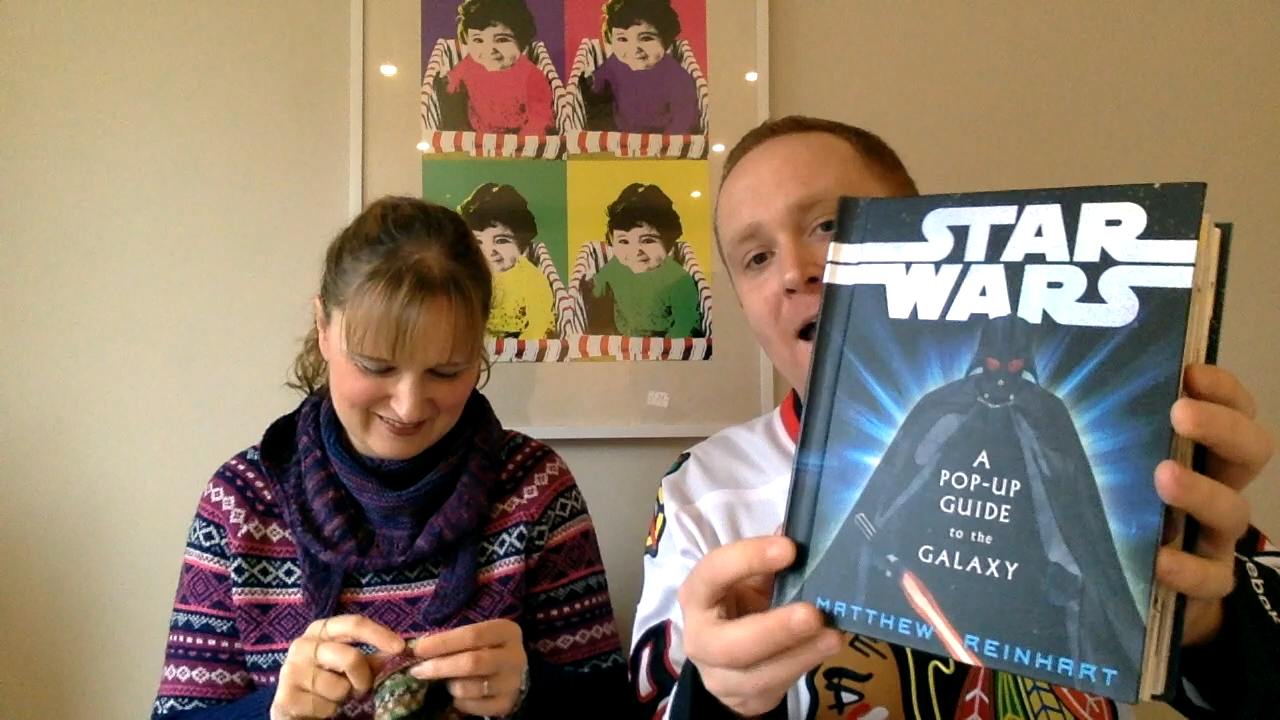 STAR
WARS
A
POP-UP
GUIDE
to the
GALAXY
MATTHEW REINHART